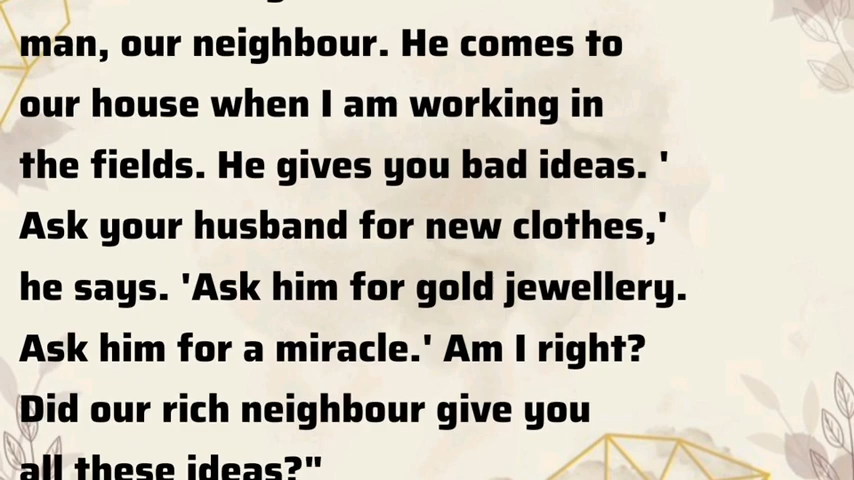 man, our neighbour. He comes to
our house when I am working in
the fields. He gives you bad ideas. '
Ask your husband for new clothes,'
he says. 'Ask him for gold jewellery.
Ask him for a miracle.' Am I right?
Did our rich neighbour give you
all these ideas?"